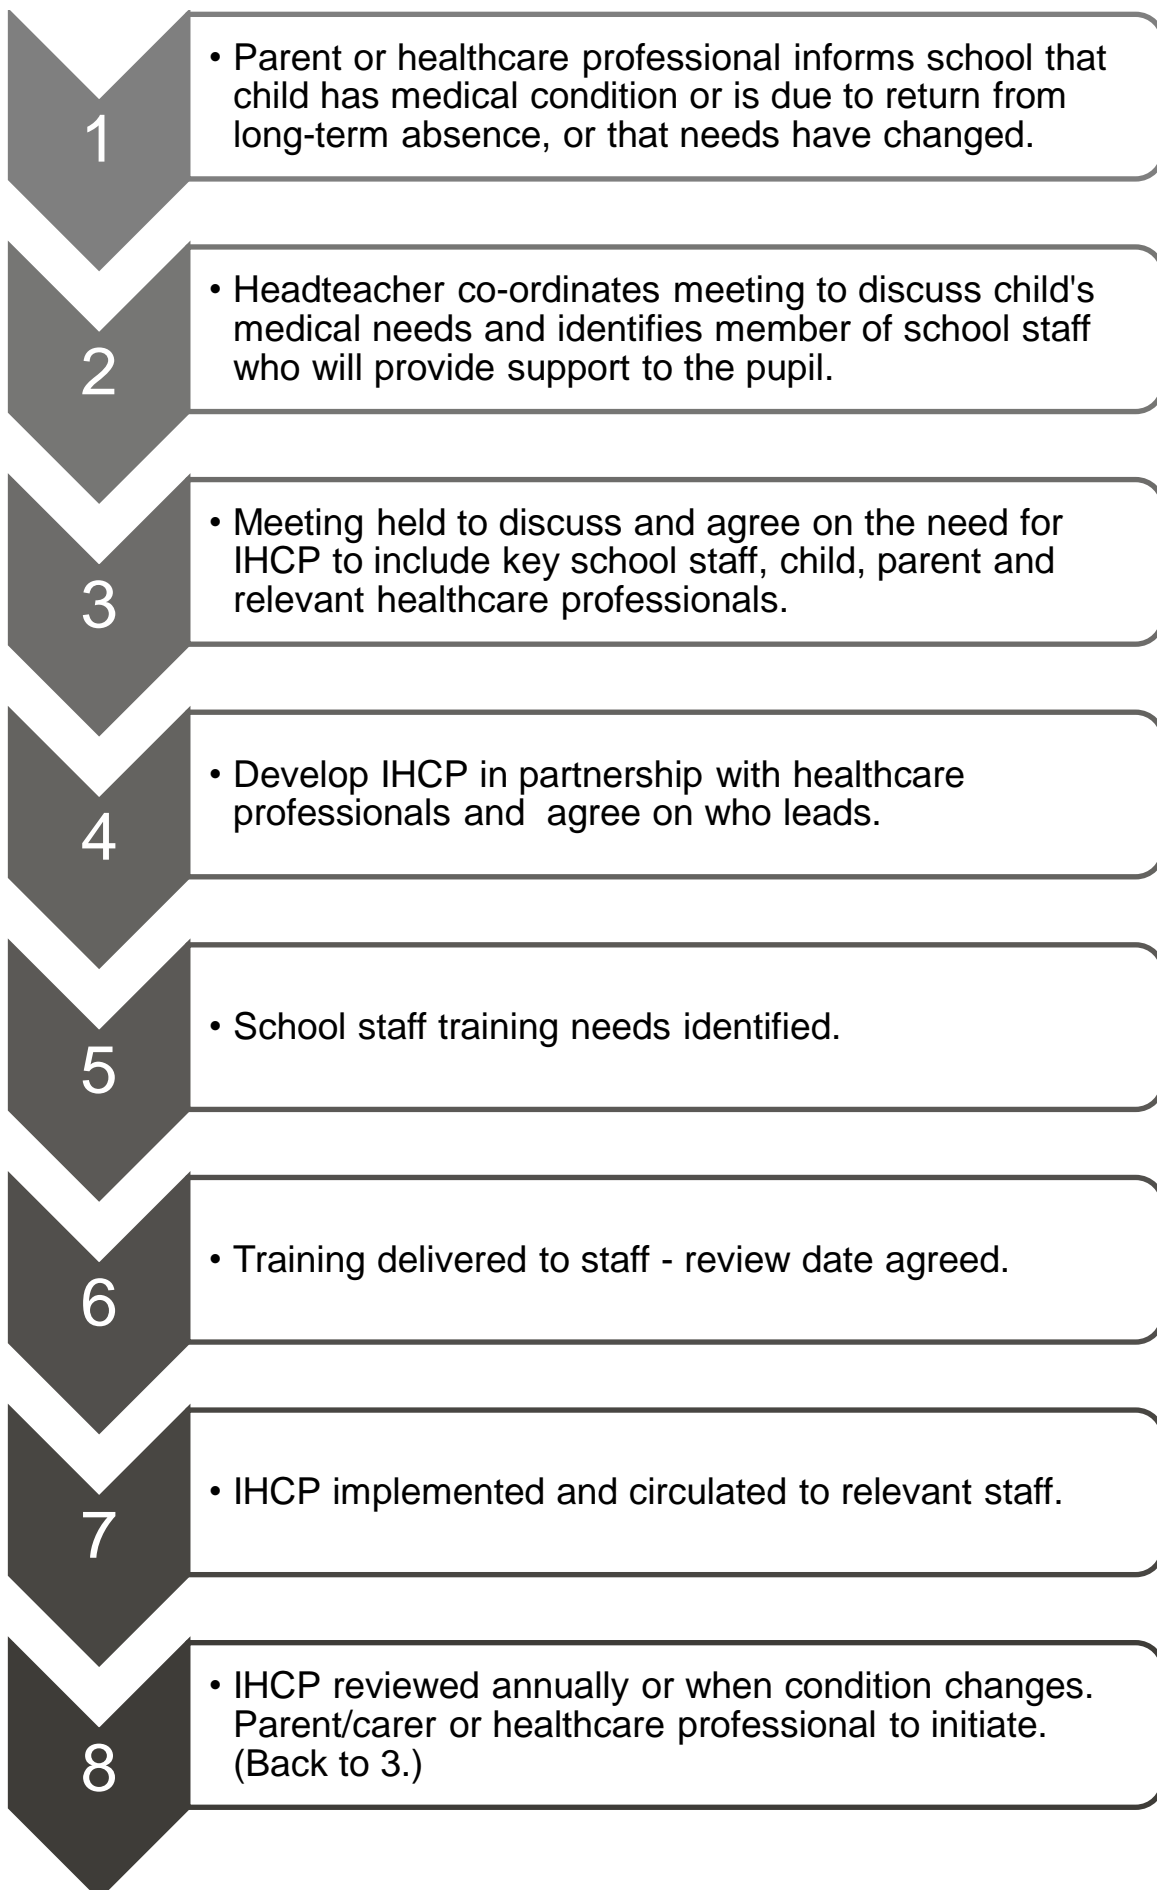 1
• Parent or healthcare professional informs school that
child has medical condition or is due to return from
long-term absence, or that needs have changed.
2
• Headteacher co-ordinates meeting to discuss child's
medical needs and identifies member of school staff
who will provide support to the pupil.
3
• Meeting held to discuss and agree on the need for
IHCP to include key school staff, child, parent and
relevant healthcare professionals.
4
• Develop IHCP in partnership with healthcare
professionals and  agree on who leads.
5
• School staff training needs identified.
6
• Training delivered to staff - review date agreed.
7
• IHCP implemented and circulated to relevant staff.
8
• IHCP reviewed annually or when condition changes.
Parent/carer or healthcare professional to initiate.
(Back to 3.)